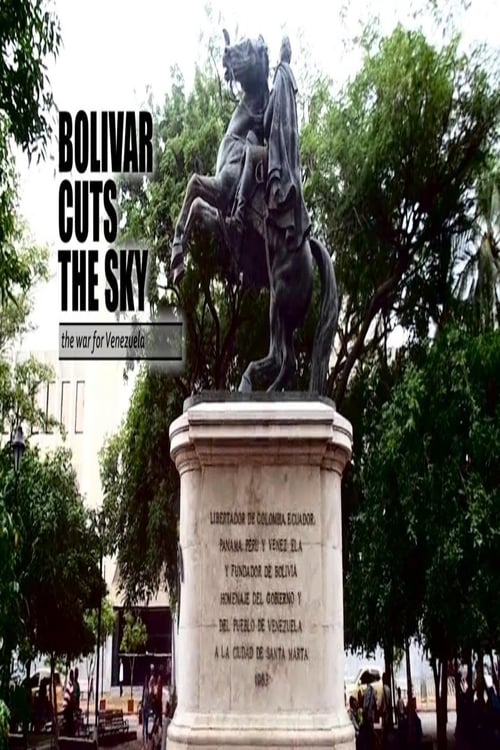 BOLIVAR
CUTS
THE SKY
the war for Venezuela
LIBERTADOR DE COLOMBIA, ECUADOR,
PANAMA, PERU Y VENEZ ELA
Y FUNDADOR DE BOLIVIA
HOMENAJE DEL GOBIERNO Y
DEL PUEBLO DE VENEZUELA
A LA CIUDAD DE SANTA MARTA